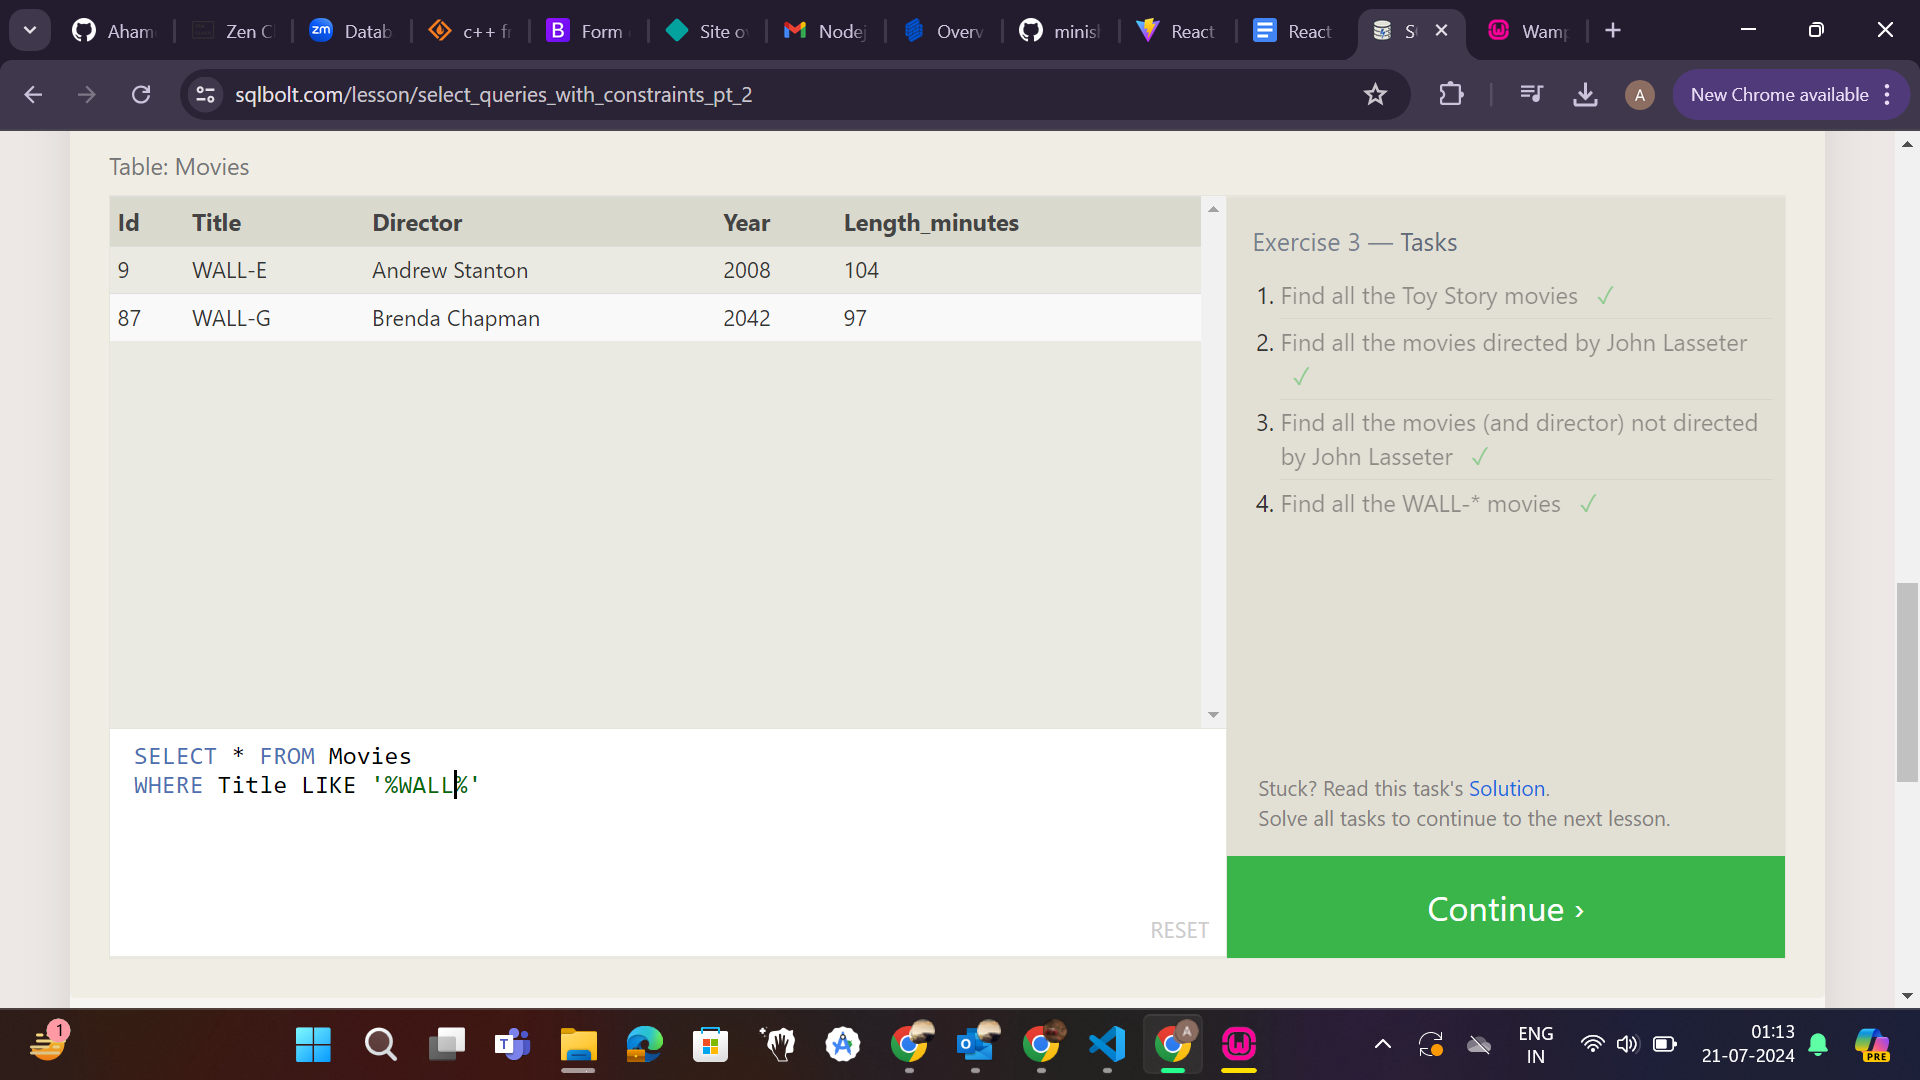 Aham
Zen C
zm Datab
c++ fr
B Form
Site ov
Nodej
Overv
minis
React
React
S
Wamp
sqlbolt.com/lesson/select_queries_with_constraints_pt_2
A
New Chrome available
Table: Movies
Id Title Director Year Length_minutes
9 WALL-E Andrew Stanton 2008 104
87 WALL-G Brenda Chapman 2042 97
Exercise 3 — Tasks
1. Find all the Toy Story movies ✓
2. Find all the movies directed by John Lasseter
✓
3. Find all the movies (and director) not directed
by John Lasseter ✓
4. Find all the WALL-* movies ✓
SELECT * FROM Movies
WHERE Title LIKE '%WALL%'
RESET
Stuck? Read this task's Solution.
Solve all tasks to continue to the next lesson.
Continue ›
1
T
O
A
ENG
IN
01:13
21-07-2024
PRE